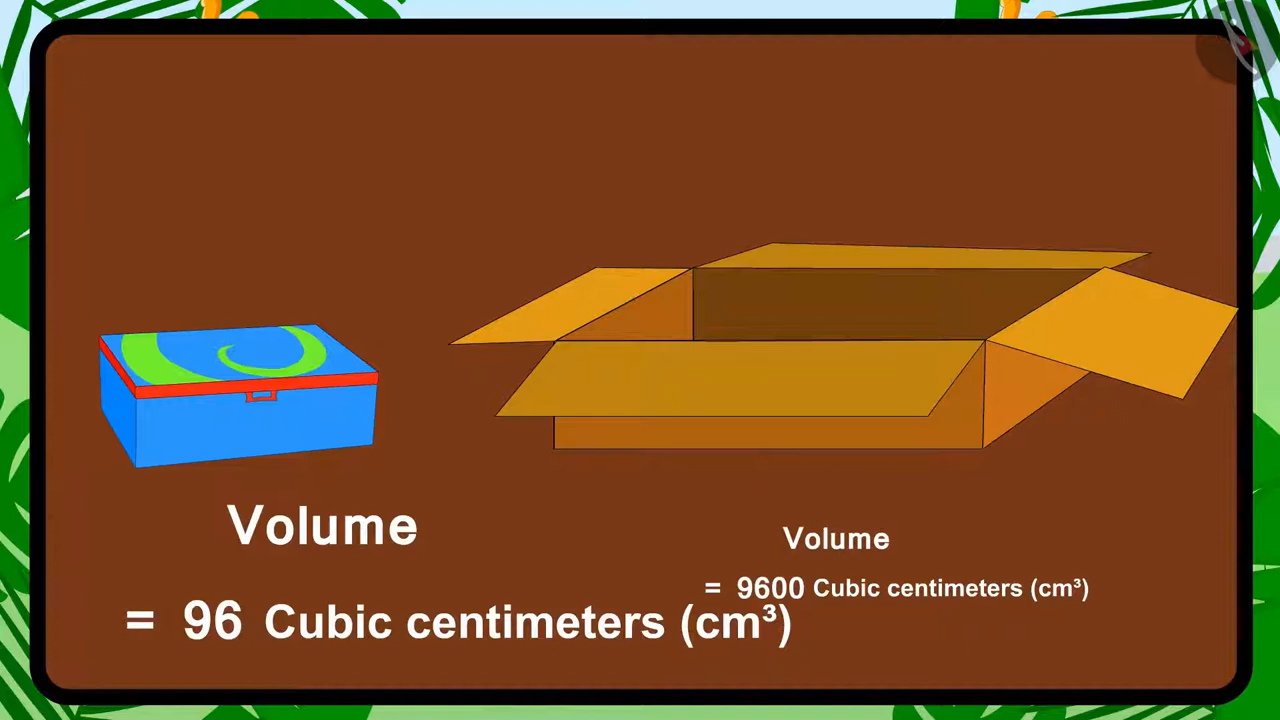 Volume
= 96 Cubic centimeters (cm³)
Volume
= 9600 Cubic centimeters (cm³)